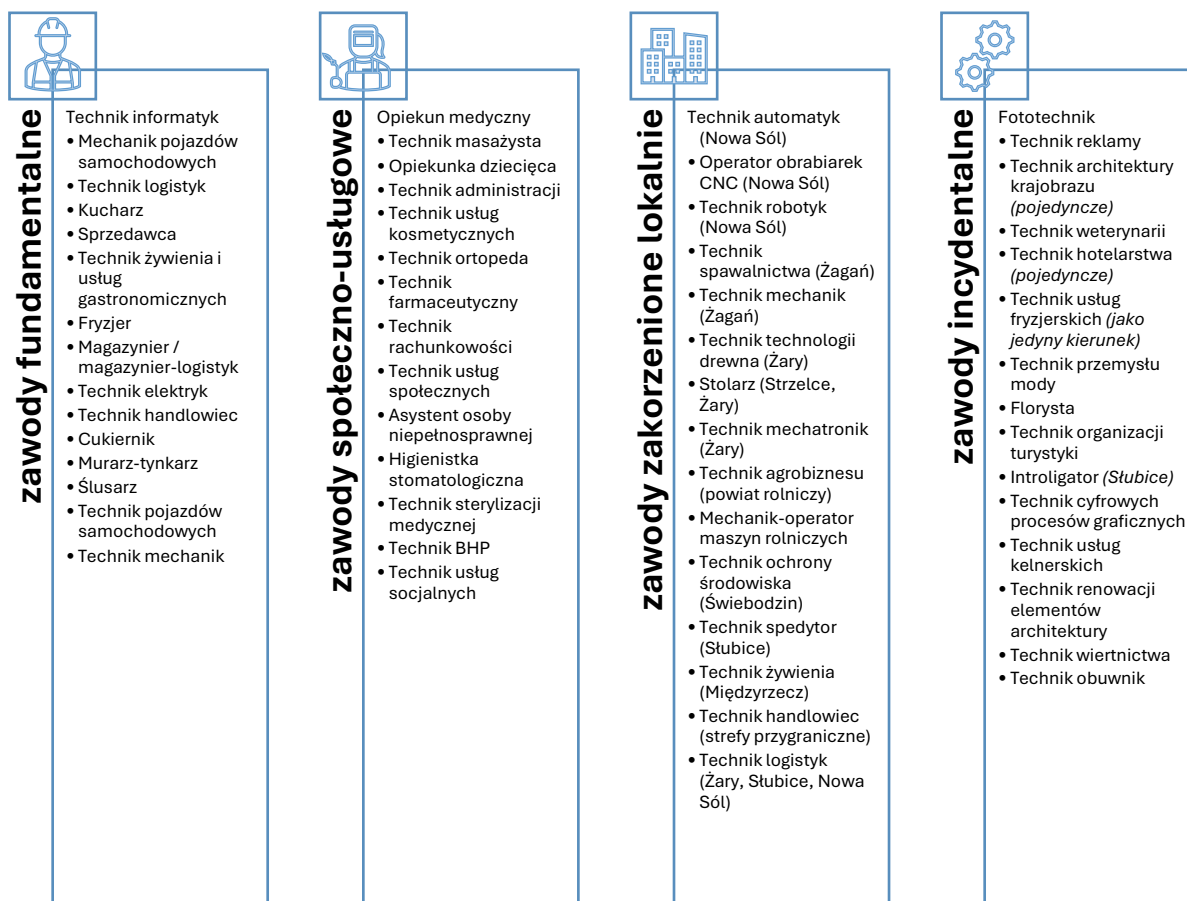 zawody fundamentalne
Technik informatyk
• Mechanik pojazdów
samochodowych
• Technik logistyk
• Kucharz
• Sprzedawca
• Technik żywienia i
usług
gastronomicznych
• Fryzjer
• Magazynier /
magazynier-logistyk
• Technik elektryk
• Technik handlowiec
• Cukiernik
• Murarz-tynkarz
• Ślusarz
• Technik pojazdów
samochodowych
• Technik mechanik
zawody społeczno-usługowe
Opiekun medyczny
• Technik masażysta
• Opiekunka dziecięca
• Technik administracji
• Technik usług
kosmetycznych
• Technik ortopeda
• Technik
farmaceutyczny
• Technik
rachunkowości
• Technik usług
społecznych
• Asystent osoby
niepełnosprawnej
• Higienistka
stomatologiczna
• Technik sterylizacji
medycznej
• Technik BHP
• Technik usług
socjalnych
zawody zakorzenione lokalnie
Technik automatyk
(Nowa Sól)
• Operator obrabiarek
CNC (Nowa Sól)
• Technik robotyk
(Nowa Sól)
• Technik
spawalnictwa (Żagań)
• Technik mechanik
(Żagań)
• Technik technologii
drewna (Żary)
• Stolarz (Strzelce,
Żary)
• Technik mechatronik
(Żary)
• Technik agrobiznesu
(powiat rolniczy)
• Mechanik-operator
maszyn rolniczych
• Technik ochrony
środowiska
(Świebodzin)
• Technik spedytor
(Słubice)
• Technik żywienia
(Międzyrzecz)
• Technik handlowiec
(strefy przygraniczne)
• Technik logistyk
(Żary, Słubice, Nowa
Sól)
zawody incydentalne
Fototechnik
• Technik reklamy
• Technik architektury
krajobrazu
(pojedyncze)
• Technik weterynarii
• Technik hotelarstwa
(pojedyncze)
• Technik usług
fryzjerskich (jako
jedyny kierunek)
• Technik przemysłu
mody
• Florysta
• Technik organizacji
turystyki
• Introligator (Słubice)
• Technik cyfrowych
procesów graficznych
• Technik usług
kelnerskich
• Technik renowacji
elementów
architektury
• Technik wiertnictwa
• Technik obuwnik